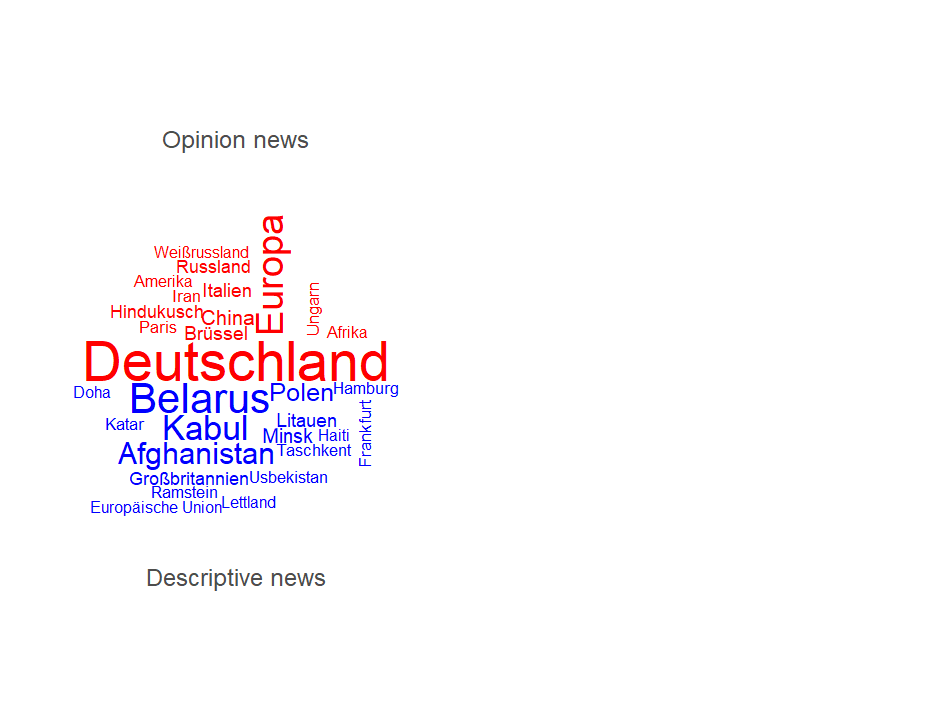 Opinion news
Europa
Weißrussland
Russland
Amerika
Italien
Iran
Ungarn
Hindukusch
China
Paris
Brüssel
Afrika
Deutschland
Doha
Belarus
Polen
Hamburg
Katar
Kabul
Litauen
Minsk
Haiti
Frankfurt
Afghanistan
Taschkent
Großbritannien
Usbekistan
Ramstein
Europäische Union
Lettland
Descriptive news